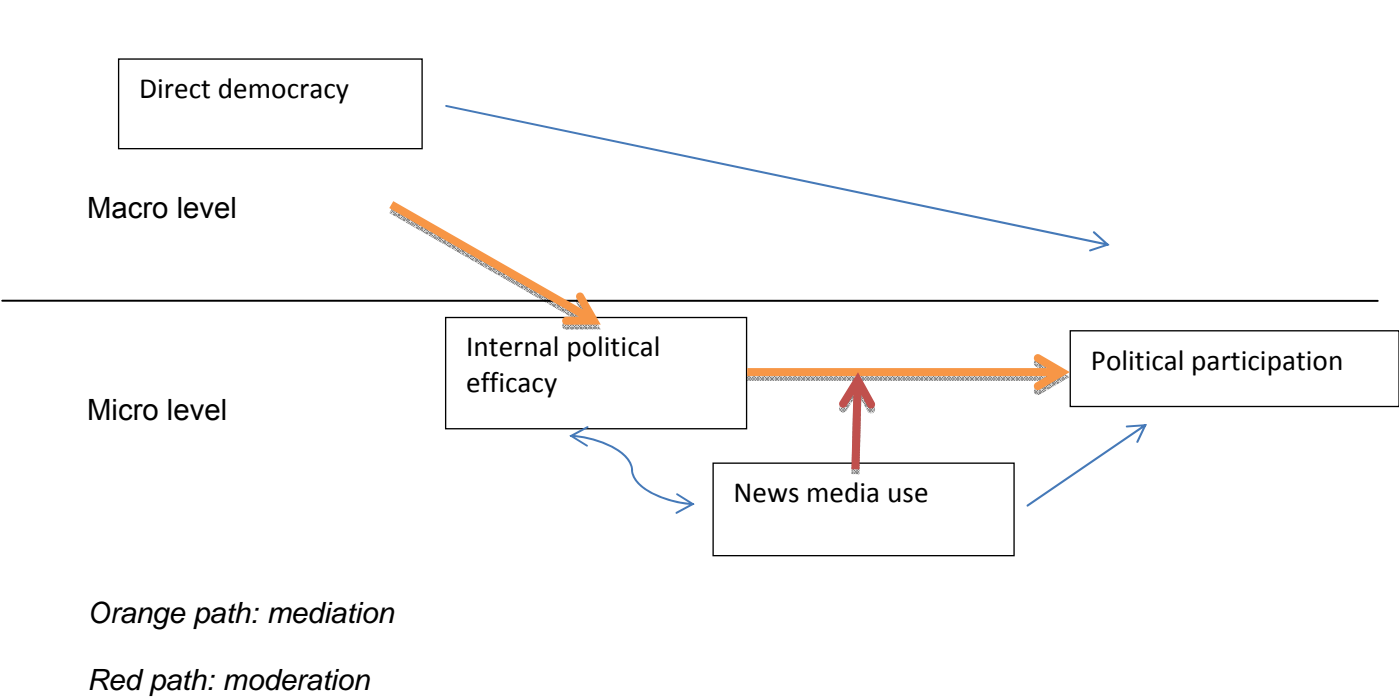 Direct democracy
Macro level
Internal political
efficacy
Political participation
Micro level
News media use
Orange path: mediation
Red path: moderation